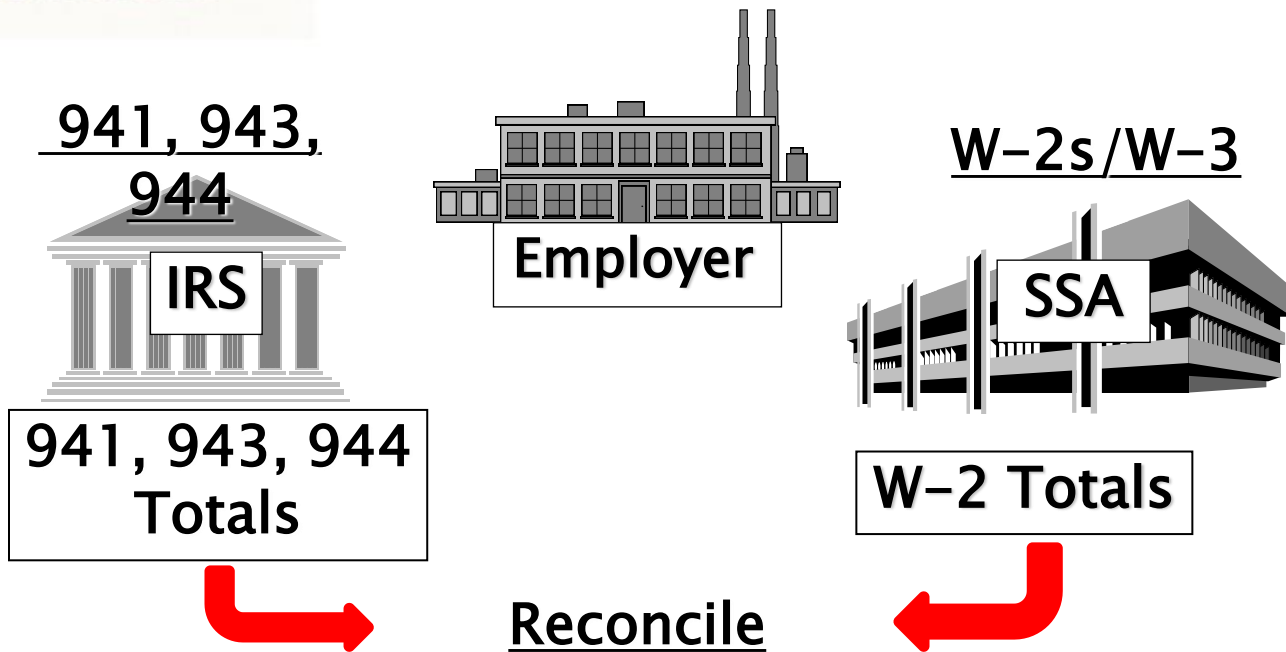 941, 943,
944
IRS
941, 943, 944
Totals
Employer
W-2s/W-3
SSA
W-2 Totals
Reconcile